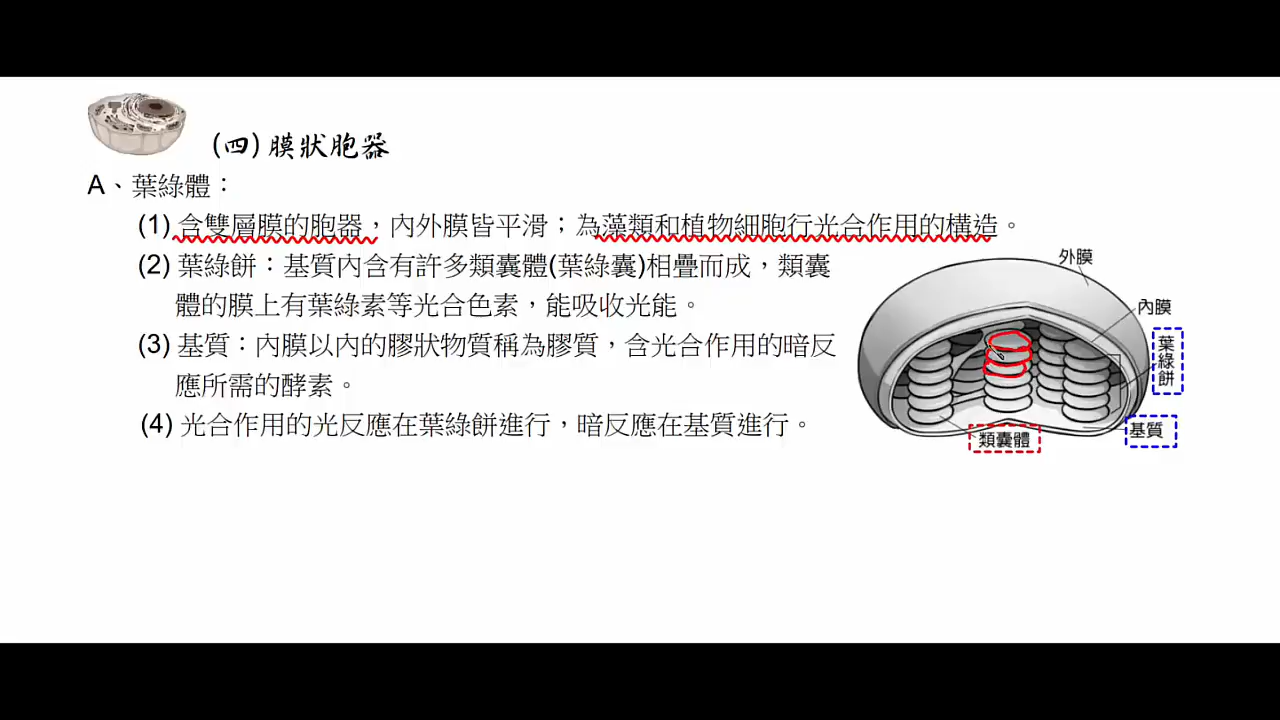 (四) 膜狀胞器
A、葉綠體：
(1) 含雙層膜的胞器，內外膜皆平滑；為藻類和植物細胞行光合作用的構造。
(2) 葉綠餅：基質內含有許多類囊體(葉綠囊)相疊而成，類囊
體的膜上有葉綠素等光合色素，能吸收光能。
(3) 基質：內膜以內的膠狀物質稱為膠質，含光合作用的暗反
應所需的酵素。
(4) 光合作用的光反應在葉綠餅進行，暗反應在基質進行。
外膜
內膜
葉綠餅
基質
類囊體